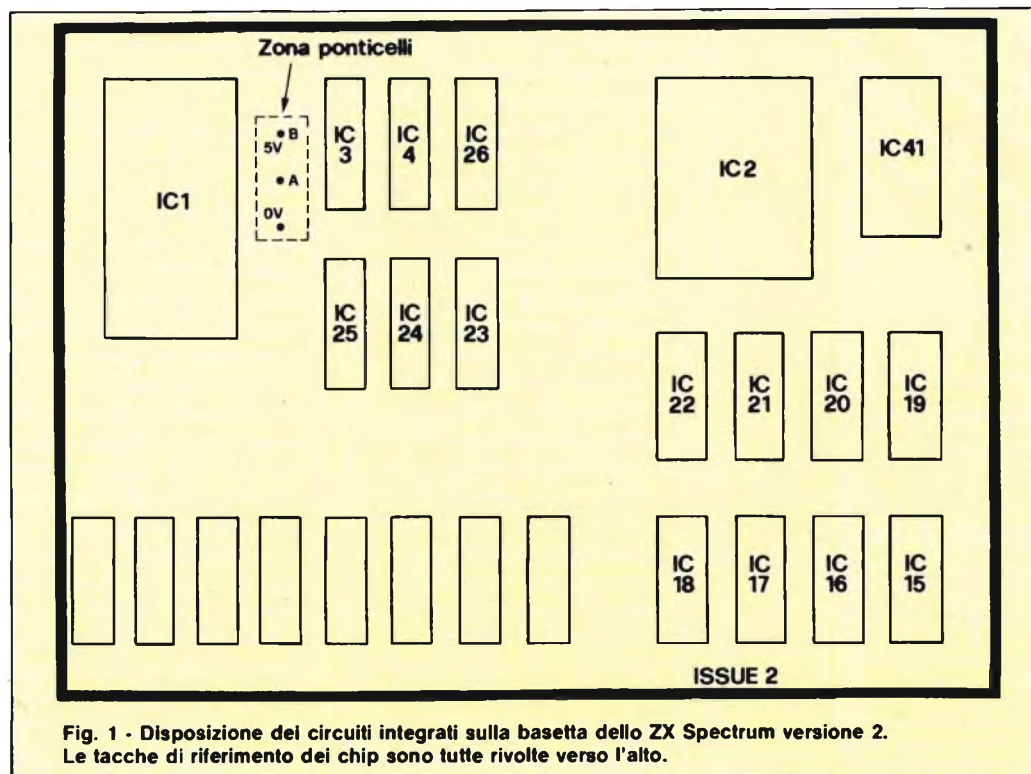 Zona ponticelli
B
5V
A
0V
IC1
IC
3
IC
4
IC
26
IC2
IC41
IC
25
IC
24
IC
23
IC
22
IC
21
IC
20
IC
19
IC
18
IC
17
IC
16
IC
15
ISSUE 2
Fig. 1 - Disposizione dei circuiti integrati sulla basetta dello ZX Spectrum versione 2.
Le tacche di riferimento dei chip sono tutte rivolte verso l'alto.